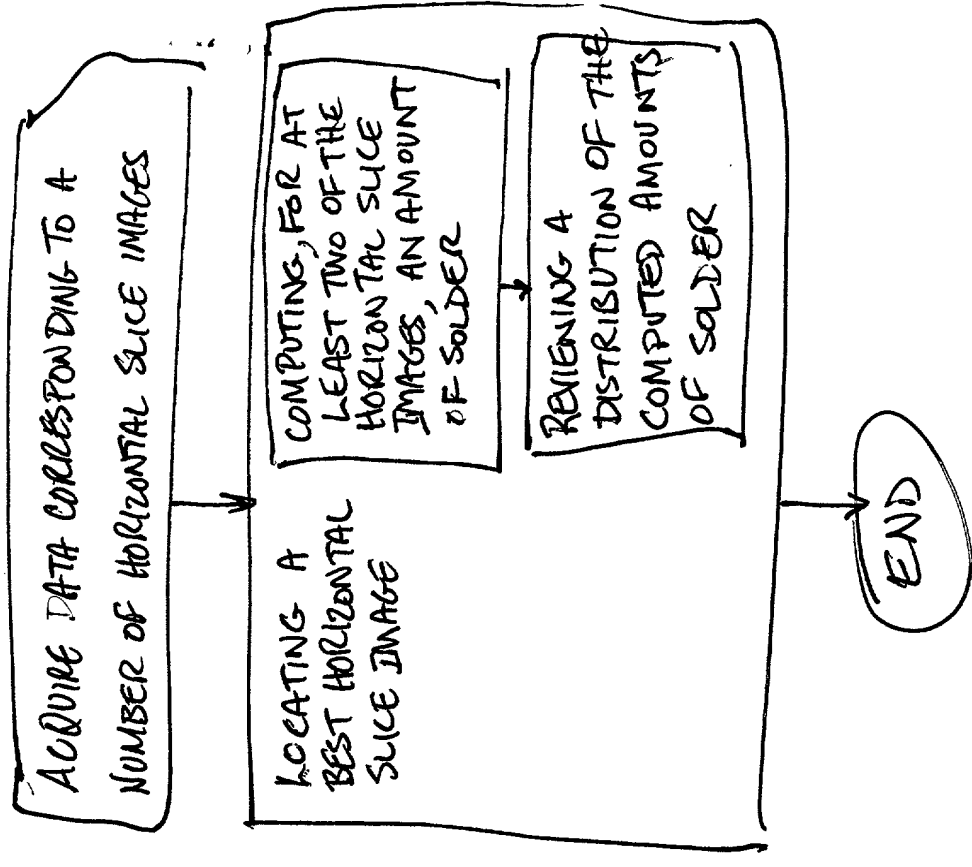 ACQUIRE DATA CORRESPONDING TO A
NUMBER OF HORIZONTAL SLICE IMAGES
LOCATING A
BEST HORIZONTAL
SLICE IMAGE
COMPUTING, FOR AT
LEAST TWO OF THE
HORIZONTAL SLICE
IMAGES, AN AMOUNT
OF SOLDER
REVIEWING A
DISTRIBUTION OF THE
COMPUTED AMOUNTS
OF SOLDER
END